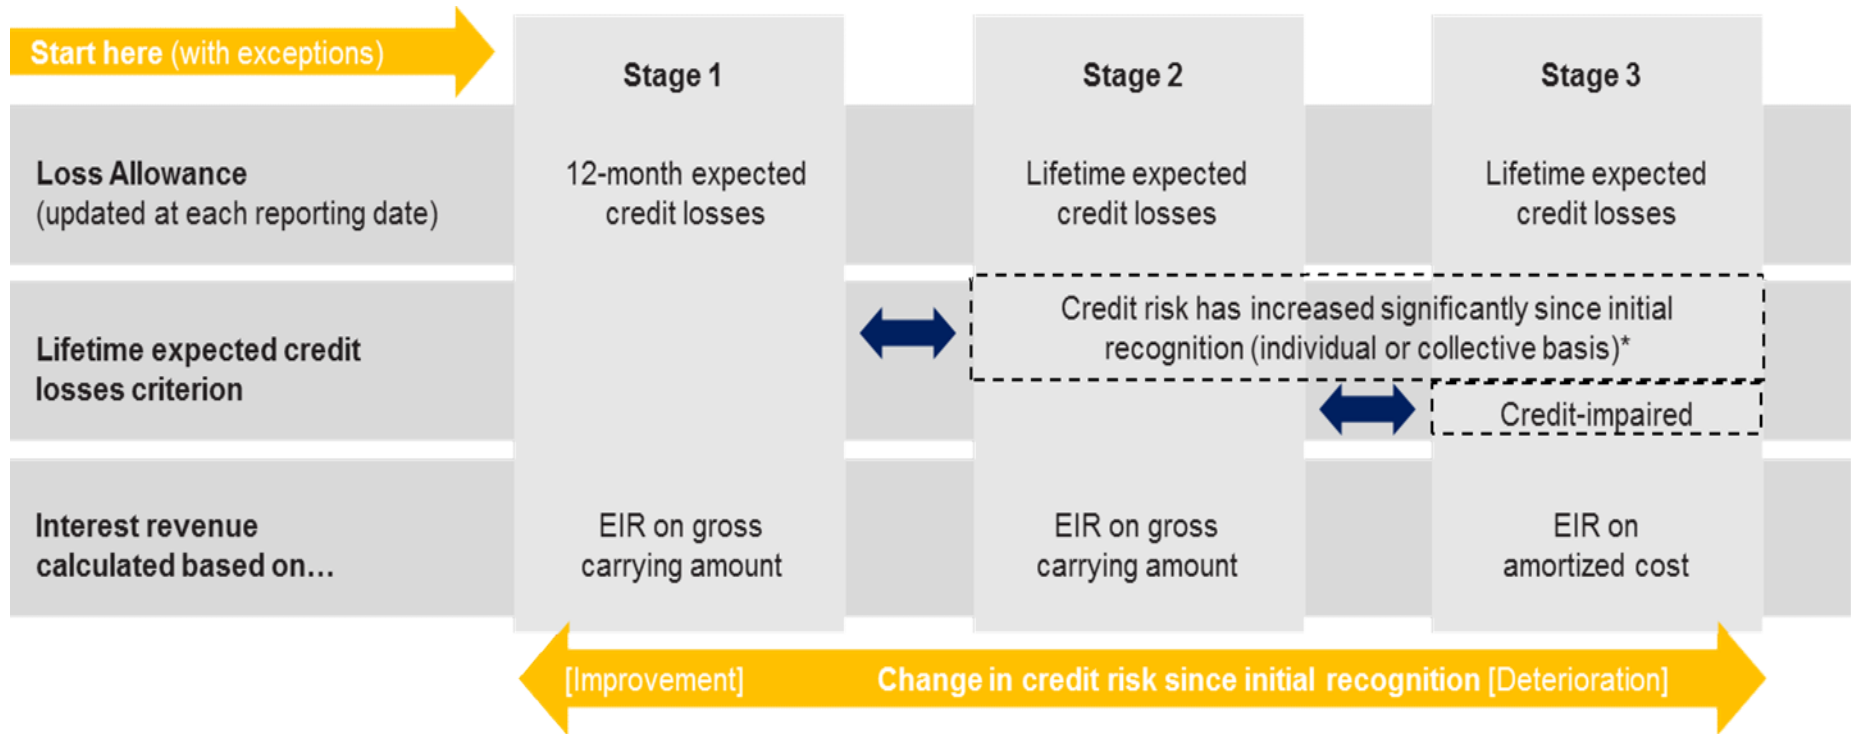 Start here (with exceptions)
Stage 1
Stage 2
Stage 3
Loss Allowance
(updated at each reporting date)
12-month expected
credit losses
Lifetime expected
credit losses
Lifetime expected
credit losses
Lifetime expected credit
losses criterion
Credit risk has increased significantly since initial
recognition (individual or collective basis)*
Credit-impaired
Interest revenue
calculated based on...
EIR on gross
carrying amount
EIR on gross
carrying amount
EIR on
amortized cost
[Improvement]
Change in credit risk since initial recognition [Deterioration]